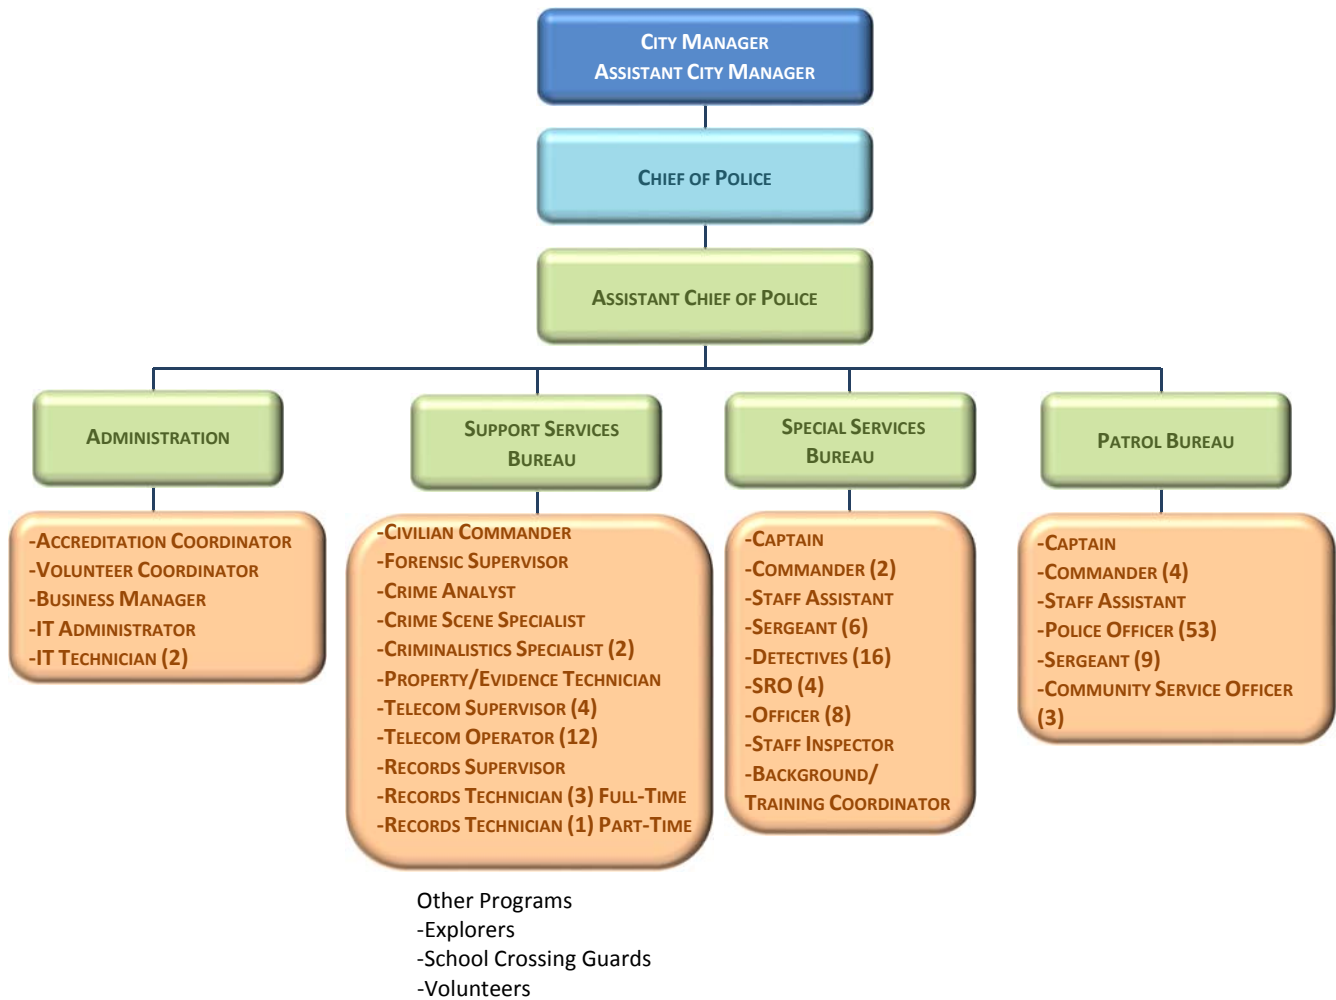 City Manager
Assistant City Manager
Chief of Police
Assistant Chief of Police
Administration
-Accreditation Coordinator
-Volunteer Coordinator
-Business Manager
-IT Administrator
-IT Technician (2)
Support Services
Bureau
-Civilian Commander
-Forensic Supervisor
-Crime Analyst
-Crime Scene Specialist
-Criminalistics Specialist (2)
-Property/Evidence Technician
-Telecom Supervisor (4)
-Telecom Operator (12)
-Records Supervisor
-Records Technician (3) Full-Time
-Records Technician (1) Part-Time
Special Services
Bureau
-Captain
-Commander (2)
-Staff Assistant
-Sergeant (6)
-Detectives (16)
-SRO (4)
-Officer (8)
-Staff Inspector
-Background/
Training Coordinator
Patrol Bureau
-Captain
-Commander (4)
-Staff Assistant
-Police Officer (53)
-Sergeant (9)
-Community Service Officer
(3)
Other Programs
-Explorers
-School Crossing Guards
-Volunteers